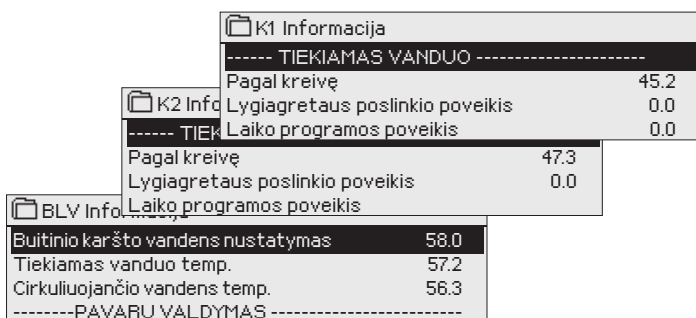 K1 Informacija
------ TIEKIAMAS VANDUO ----------------------
Pagal kreivę 45.2
Lygiagretaus poslinkio poveikis 0.0
Laiko programos poveikis 0.0
K2 Info
------ TIEK
Pagal kreivę 47.3
Lygiagretaus poslinkio poveikis 0.0
Laiko programos poveikis
BLV Informacija
Buitinio karšto vandens nustatymas 58.0
Tiekiamas vanduo temp. 57.2
Cirkuliuojančio vandens temp. 56.3
--------PAVARU VALDYMAS ------------------------